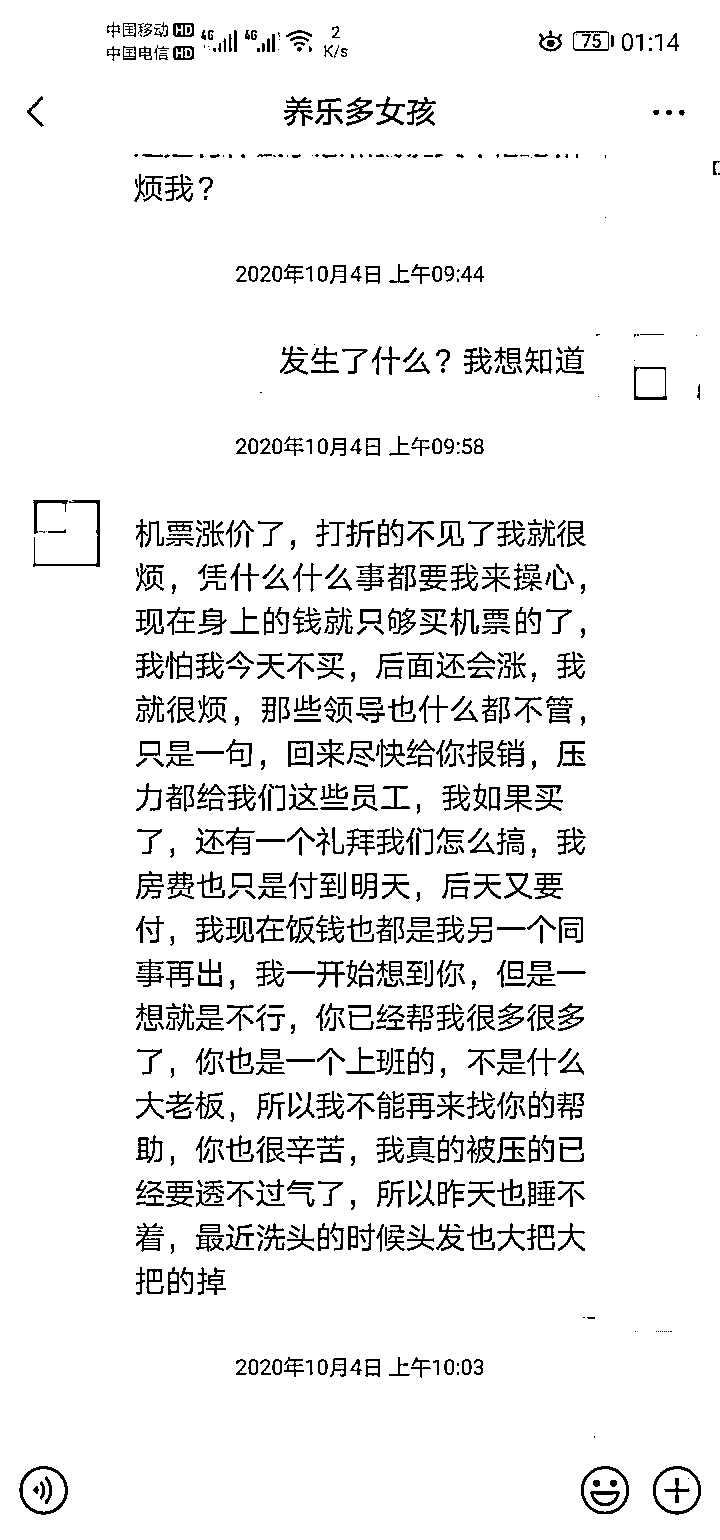 中国移动 HD 4G 4G 2 75 01:14
中国电信 HD K/s
养乐多女孩
烦我？
2020年10月4日 上午09:44
发生了什么？我想知道
2020年10月4日 上午09:58
机票涨价了，打折的不见了我就很
烦，凭什么什么事都要我来操心，
现在身上的钱就只够买机票的了，
我怕我今天不买，后面还会涨，我
就很烦，那些领导也什么都不管，
只是一句，回来尽快给你报销，压
力都给我们这些员工，我如果买
了，还有一个礼拜我们怎么搞，我
房费也只是付到明天，后天又要
付，我现在饭钱也都是我另一个同
事再出，我一开始想到你，但是一
想就是不行，你已经帮我很多很多
了，你也是一个上班的，不是什么
大老板，所以我不能再来找你的帮
助，你也很辛苦，我真的被压的已
经要透不过气了，所以昨天也睡不
着，最近洗头的时候头发也大把大
把的掉
2020年10月4日 上午10:03